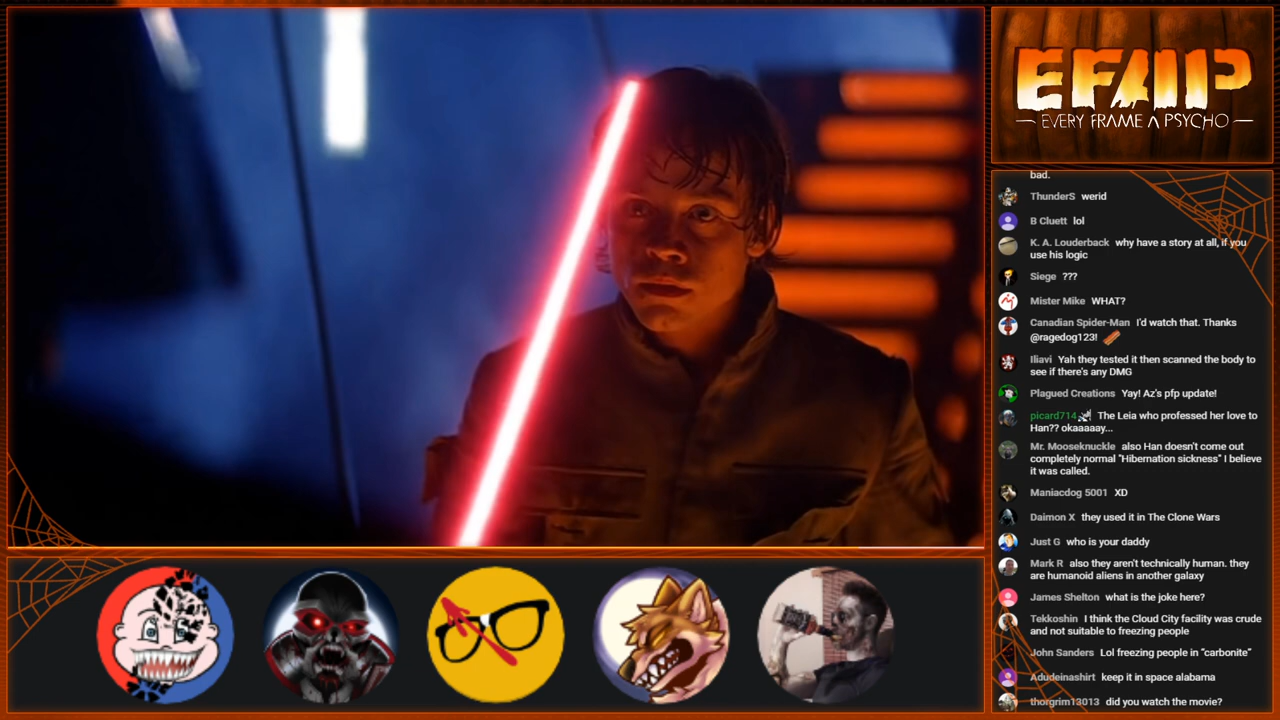 EFAP
EVERY FRAME A PSYCHO
bad.
ThunderS werid
B Cluett lol
K. A. Louderback why have a story at all, if you
use his logic
Siege ???
Mister Mike WHAT?
Canadian Spider-Man I'd watch that. Thanks
@ragedog123!
Iliavi Yah they tested it then scanned the body to
see if there's any DMG
Plagued Creations Yay! Az's pfp update!
picard714 The Leia who professed her love to
Han?? okaaaaay...
Mr. Mooseknuckle also Han doesn't come out
completely normal "Hibernation sickness" I believe
it was called.
Maniacdog 5001 XD
Daimon X they used it in The Clone Wars
Just G who is your daddy
Mark R also they aren't technically human. they
are humanoid aliens in another galaxy
James Shelton what is the joke here?
Tekkoshin I think the Cloud City facility was crude
and not suitable to freezing people
John Sanders Lol freezing people in "carbonite"
Adudeinashirt keep it in space alabama
thorgrim13013 did you watch the movie?